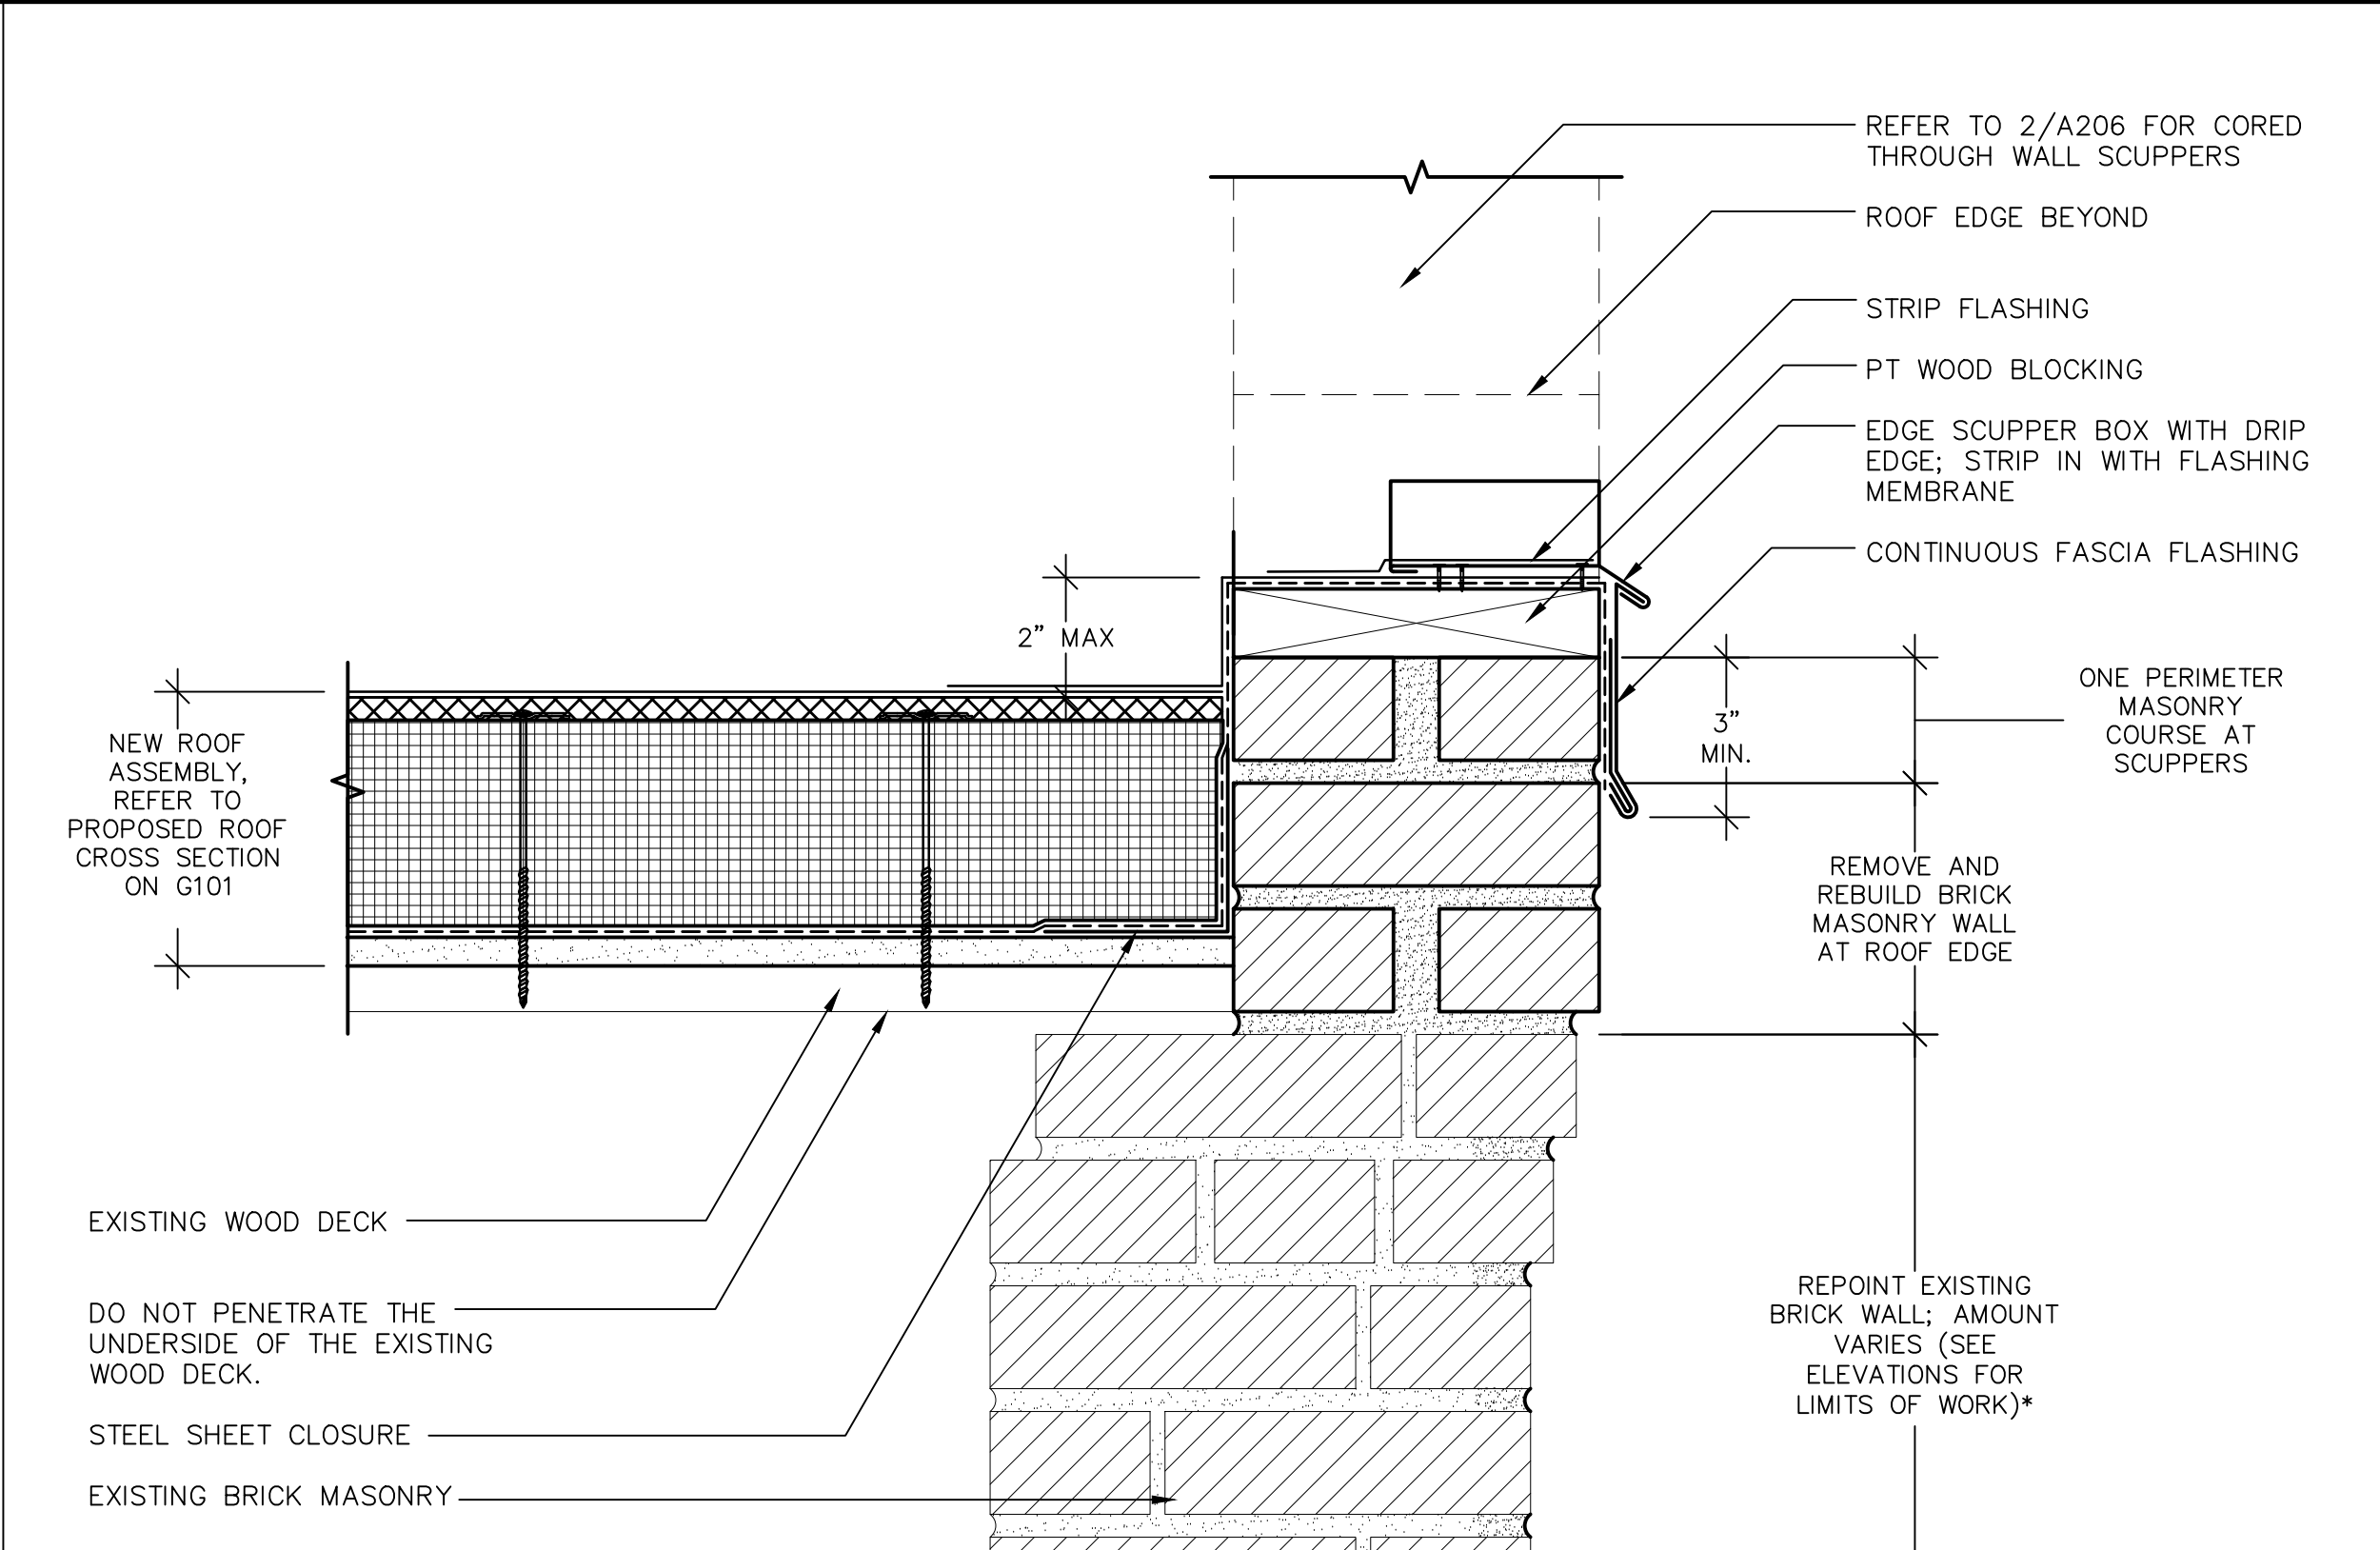 REFER TO 2/A206 FOR CORED
THROUGH WALL SCUPPERS
ROOF EDGE BEYOND
STRIP FLASHING
PT WOOD BLOCKING
EDGE SCUPPER BOX WITH DRIP
EDGE; STRIP IN WITH FLASHING
MEMBRANE
CONTINUOUS FASCIA FLASHING
2" MAX
ONE PERIMETER
MASONRY
COURSE AT
SCUPPERS
3"
MIN.
NEW ROOF
ASSEMBLY,
REFER TO
PROPOSED ROOF
CROSS SECTION
ON G101
REMOVE AND
REBUILD BRICK
MASONRY WALL
AT ROOF EDGE
EXISTING WOOD DECK
DO NOT PENETRATE THE
UNDERSIDE OF THE EXISTING
WOOD DECK.
STEEL SHEET CLOSURE
EXISTING BRICK MASONRY
REPOINT EXISTING
BRICK WALL; AMOUNT
VARIES (SEE
ELEVATIONS FOR
LIMITS OF WORK)*